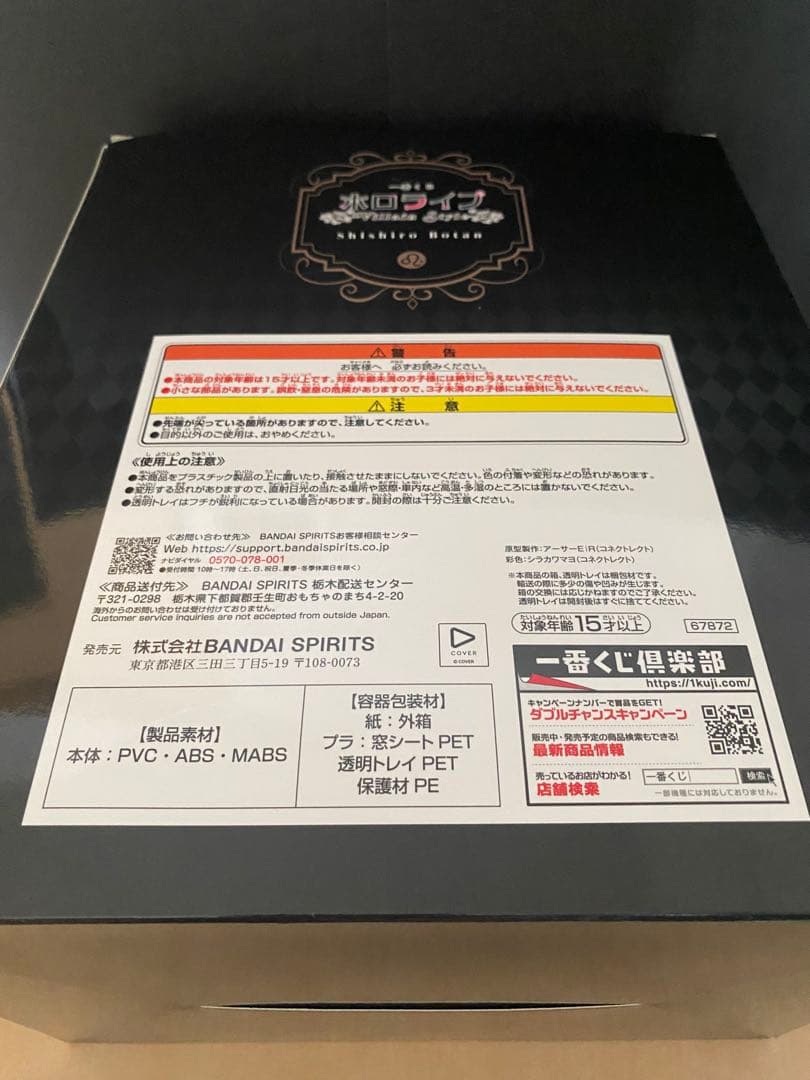 一番くじ
ホロライブ
Villain Style
Shishiro Botan
⚠警告
お客様へ 必ずお読みください。
●本商品の対象年齢は15才以上です。対象年齢未満のお子様には絶対に与えないでください。
●小さな部品があります。誤飲・窒息の危険がありますので、3才未満のお子様には絶対に与えないでください。
⚠注意
●先端が尖っている箇所がありますので、注意してください。
●目的以外のご使用は、おやめください。
《使用上の注意》
●本商品をプラスチック製品の上に置いたり、接触させたままにしないでください。色の付着や変形などの恐れがあります。
●変形する恐れがありますので、直射日光の当たる場所や窓際・車内など高温・多湿のところには置かないでください。
●透明トレイはフチが鋭利になっている場合があります。開封の際は十分ご注意ください。
≪お問い合わせ先≫ BANDAI SPIRITSお客様相談センター
Web https://support.bandaispirits.co.jp
ナビダイヤル 0570-078-001
●受付時間 10時～17時(土、日、祝日、夏季・冬季休業日を除く)
≪商品送付先≫ BANDAI SPIRITS 栃木配送センター
〒321-0298 栃木県下都賀郡壬生町おもちゃのまち4-2-20
海外からのお問い合わせは受け付けておりません。
Customer service inquiries are not accepted from outside Japan.
発売元 株式会社BANDAI SPIRITS
東京都港区三田三丁目5-19 〒108-0073
COVER
© COVER
原型製作:アーサーE\R(コネクトレクト)
彩色:シラカワマヨ(コネクトレクト)
※本商品の箱、透明トレイは梱包材です。
輸送の際に多少の傷や凹みが生じます。
箱の交換には応じかねますのでご了承ください。
透明トレイは開封後はすぐに捨ててください。
対象年齢15才以上
67872
【製品素材】
本体:PVC・ABS・MABS
【容器包装材】
紙:外箱
プラ:窓シートPET
透明トレイPET
保護材PE
一番くじ倶楽部
https://1kuji.com/
キャンペーンナンバーで賞品をGET!
ダブルチャンスキャンペーン
販売中・発売予定の商品検索もできる!
最新商品情報
売っているお店がわかる!
店舗検索
一番くじ 検索
一部機種には対応しておりません。